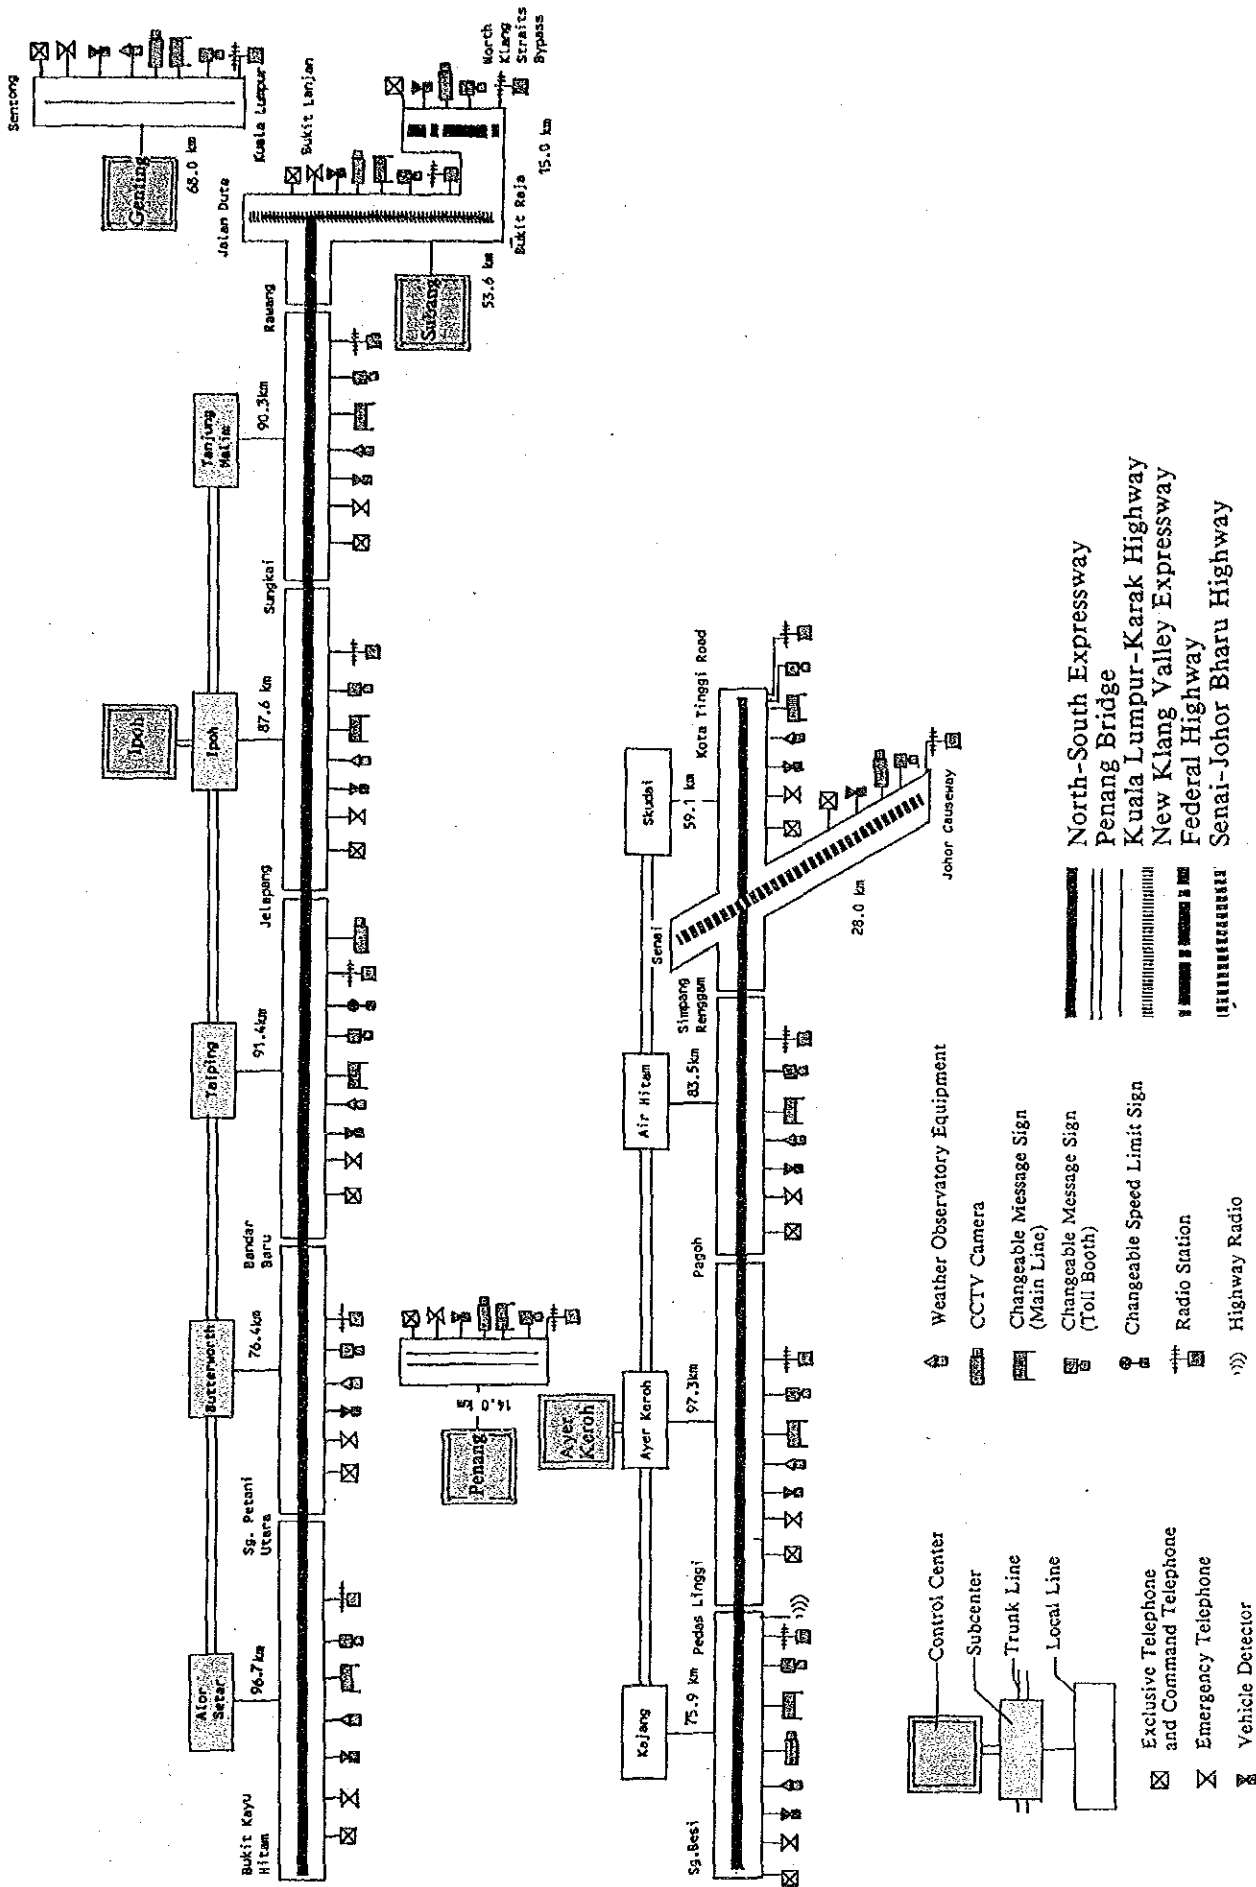 Sentong
Genting
68.0 km
Kuala Lumpur
Jalan Duta
Bukit Lanjan
North
Klang
Straits
Bypass
15.0 km
Bukit Raja
Subang
53.6 km
Rawang
Tanjung
Malim
90.3km
Sungkai
Ipoh
Ipoh
87.6 km
Jelapang
Taiping
91.4km
Bandar
Baru
Butterworth
76.4km
Sg. Petani
Utara
Alor
Setar
96.7km
Bukit Kayu
Hitam
Penang
14.0 km
Kota Tinggi Road
Skudai
59.1 km
Senai
Johor Causeway
28.0 km
Simpang
Renggam
Air Hitam
83.5km
Pagoh
Ayer
Keroh
Ayer Keroh
97.3km
Pedas Linggi
Kajang
75.9 km
Sg.Besi
Control Center
Subcenter
Trunk Line
Local Line
Exclusive Telephone
and Command Telephone
Emergency Telephone
Vehicle Detector
Weather Observatory Equipment
CCTV Camera
Changeable Message Sign
(Main Line)
Changeable Message Sign
(Toll Booth)
Changeable Speed Limit Sign
Radio Station
Highway Radio
North-South Expressway
Penang Bridge
Kuala Lumpur-Karak Highway
New Klang Valley Expressway
Federal Highway
Senai-Johor Bharu Highway